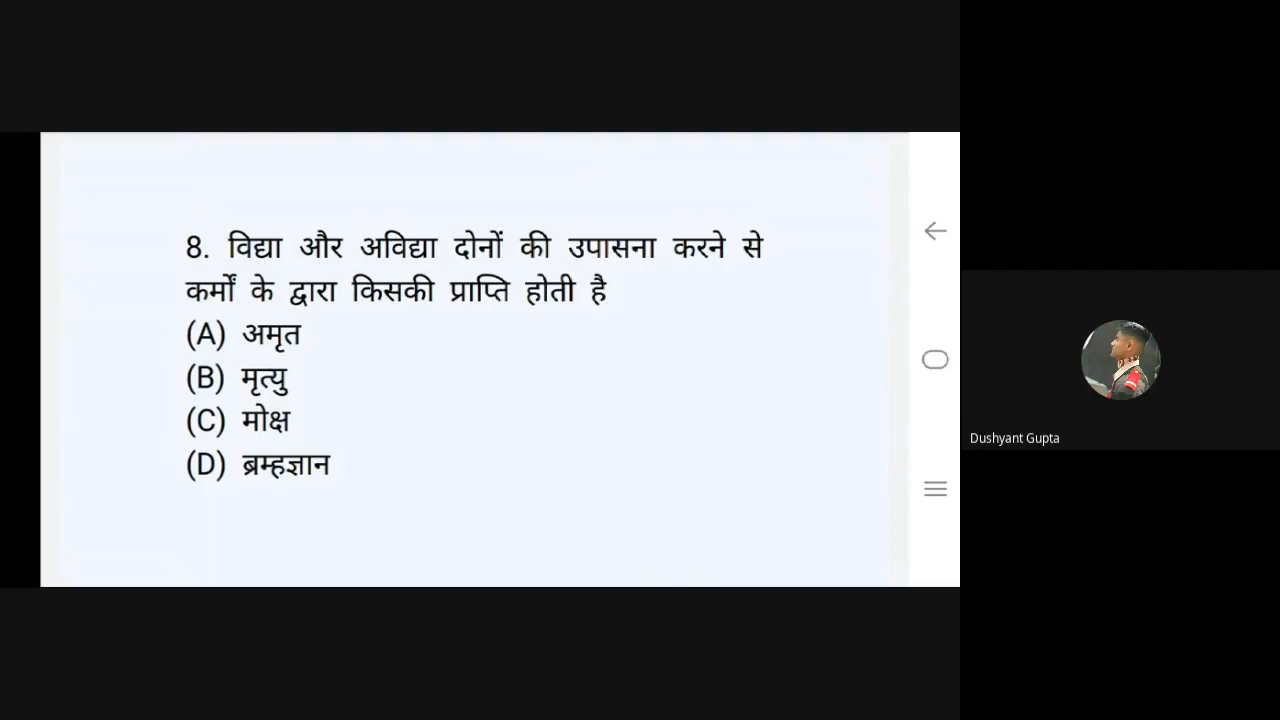 8. विद्या और अविद्या दोनों की उपासना करने से
कर्मों के द्वारा किसकी प्राप्ति होती है
(A) अमृत
(B) मृत्यु
(C) मोक्ष
(D) ब्रम्हज्ञान
Dushyant Gupta